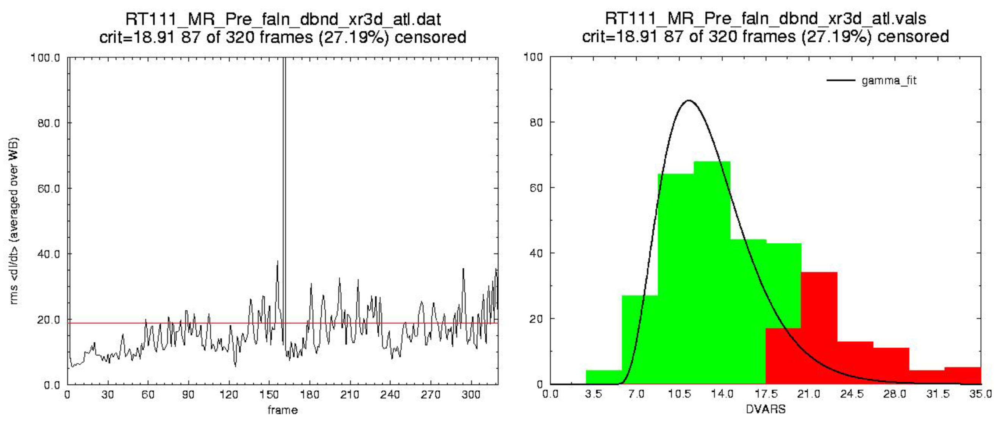 RT111_MR_Pre_faln_dbnd_xr3d_atl.dat
crit=18.91 87 of 320 frames (27.19%) censored
100.0
80.0
60.0
40.0
20.0
0.0
rms <dI/dt> (averaged over WB)
0 30 60 90 120 150 180 210 240 270 300
frame
RT111_MR_Pre_faln_dbnd_xr3d_atl.vals
crit=18.91 87 of 320 frames (27.19%) censored
gamma_fit
100
80
60
40
20
0
0.0 3.5 7.0 10.5 14.0 17.5 21.0 24.5 28.0 31.5 35.0
DVARS